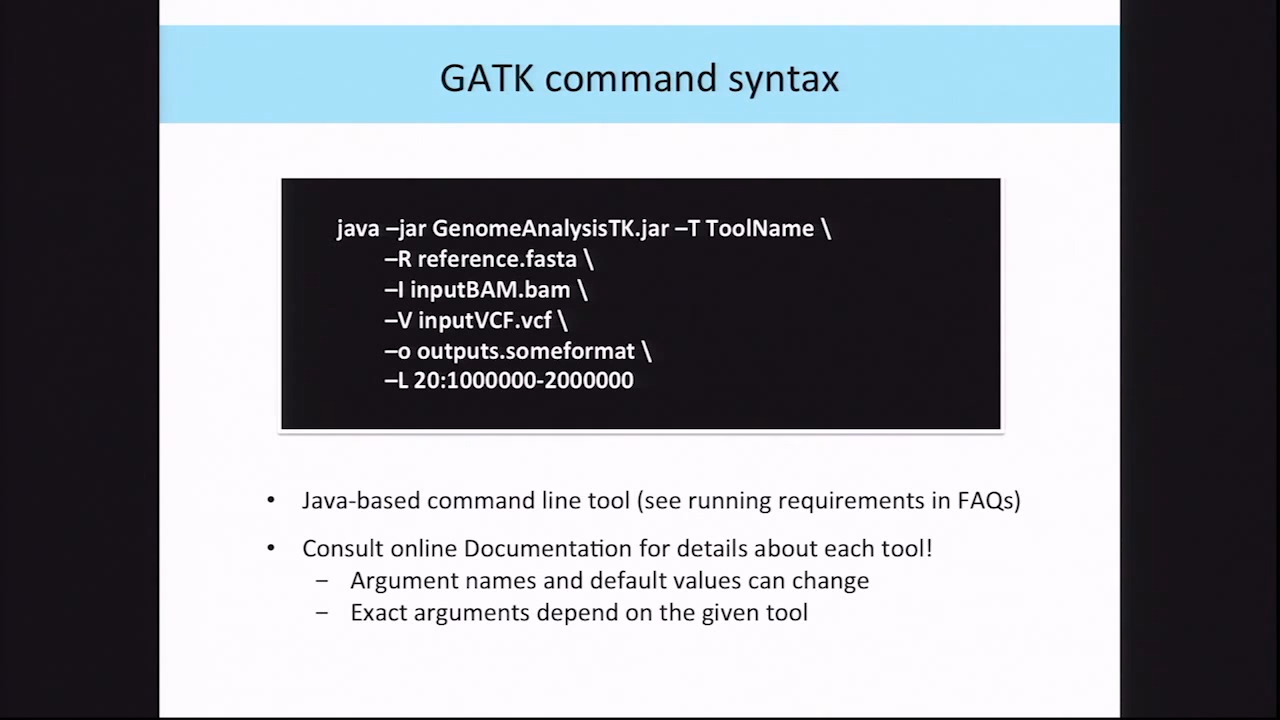 GATK command syntax
java –jar GenomeAnalysisTK.jar –T ToolName \
–R reference.fasta \
–I inputBAM.bam \
–V inputVCF.vcf \
–o outputs.someformat \
–L 20:1000000-2000000
• Java-based command line tool (see running requirements in FAQs)
• Consult online Documentation for details about each tool!
– Argument names and default values can change
– Exact arguments depend on the given tool